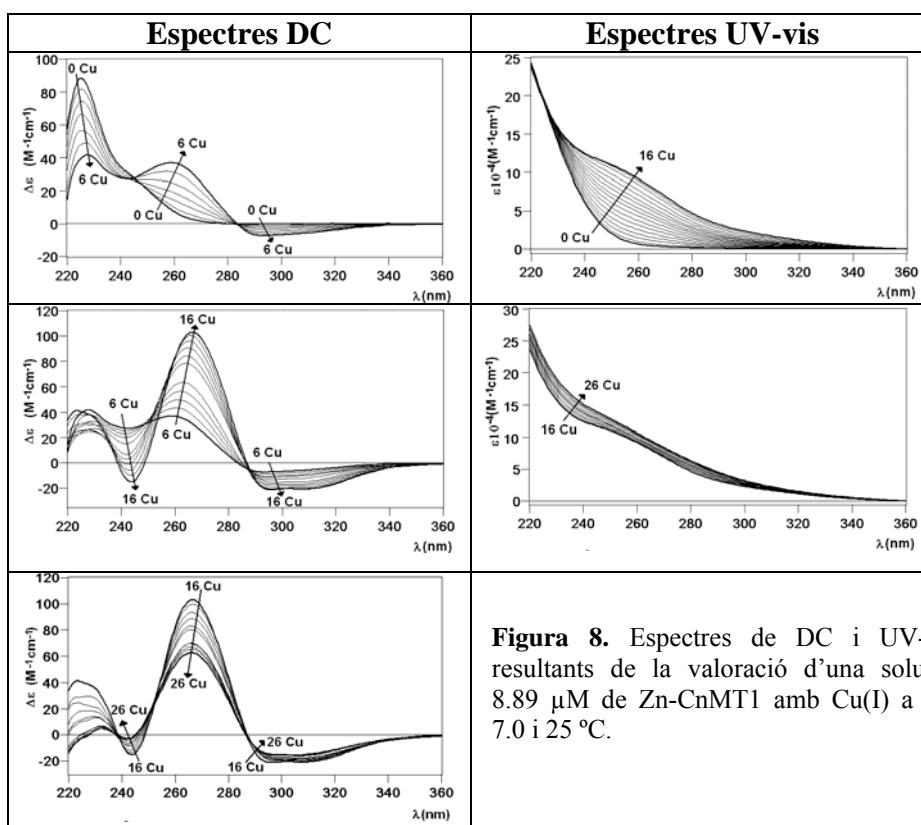 Espectres DC
Espectres UV-vis
Δε (M⁻¹cm⁻¹)
100
80
60
40
20
0
-20
0 Cu
6 Cu
6 Cu
0 Cu
0 Cu
6 Cu
220 240 260 280 300 320 340 360
λ(nm)
ε10⁻⁴(M⁻¹cm⁻¹)
25
20
15
10
5
0
16 Cu
0 Cu
220 240 260 280 300 320 340 360
λ(nm)
Δε (M⁻¹cm⁻¹)
120
100
80
60
40
20
0
-20
16 Cu
6 Cu
6 Cu
6 Cu
16 Cu
16 Cu
220 240 260 280 300 320 340 360
λ(nm)
ε10⁻⁴(M⁻¹cm⁻¹)
30
25
20
15
10
5
0
26 Cu
16 Cu
220 240 260 280 300 320 340 360
λ(nm)
Δε (M⁻¹cm⁻¹)
120
100
80
60
40
20
0
-20
16 Cu
26 Cu
26 Cu
26 Cu
16 Cu
16 Cu
220 240 260 280 300 320 340 360
λ(nm)
Figura 8. Espectres de DC i UV-
resultants de la valoració d'una solu
8.89 µM de Zn-CnMT1 amb Cu(I) a
7.0 i 25 ºC.